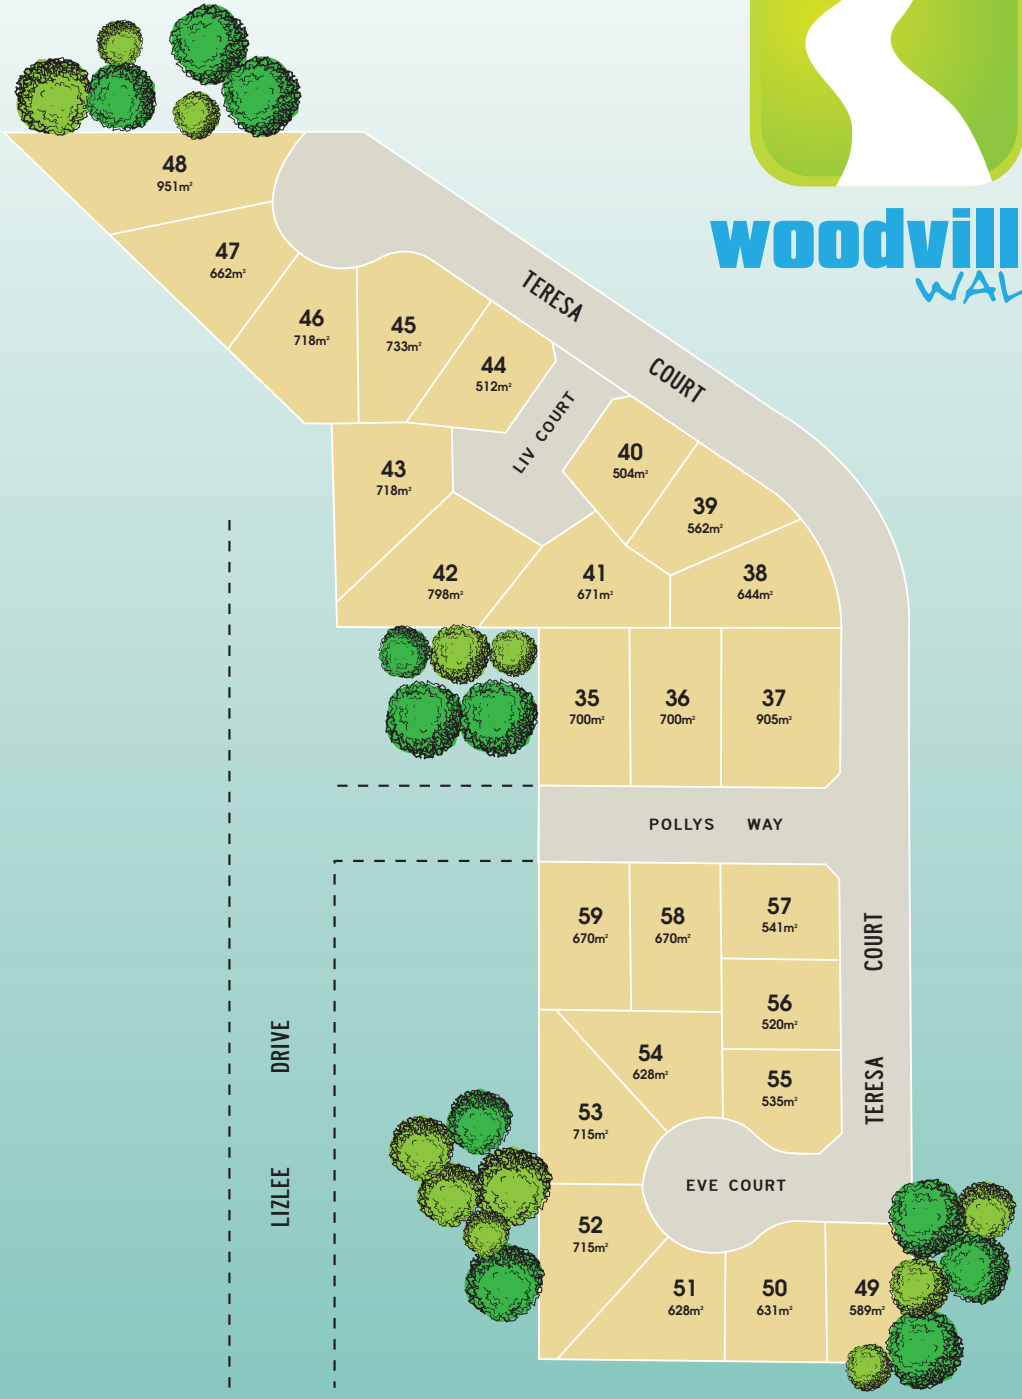 woodvill
WAL
48
951m²
47
662m²
46
718m²
45
733m²
44
512m²
TERESA COURT
LIV COURT
43
718m²
40
504m²
39
562m²
42
798m²
41
671m²
38
644m²
35
700m²
36
700m²
37
905m²
POLLYS WAY
59
670m²
58
670m²
57
541m²
56
520m²
54
628m²
55
535m²
53
715m²
TERESA COURT
LIZLEE DRIVE
EVE COURT
52
715m²
51
628m²
50
631m²
49
589m²